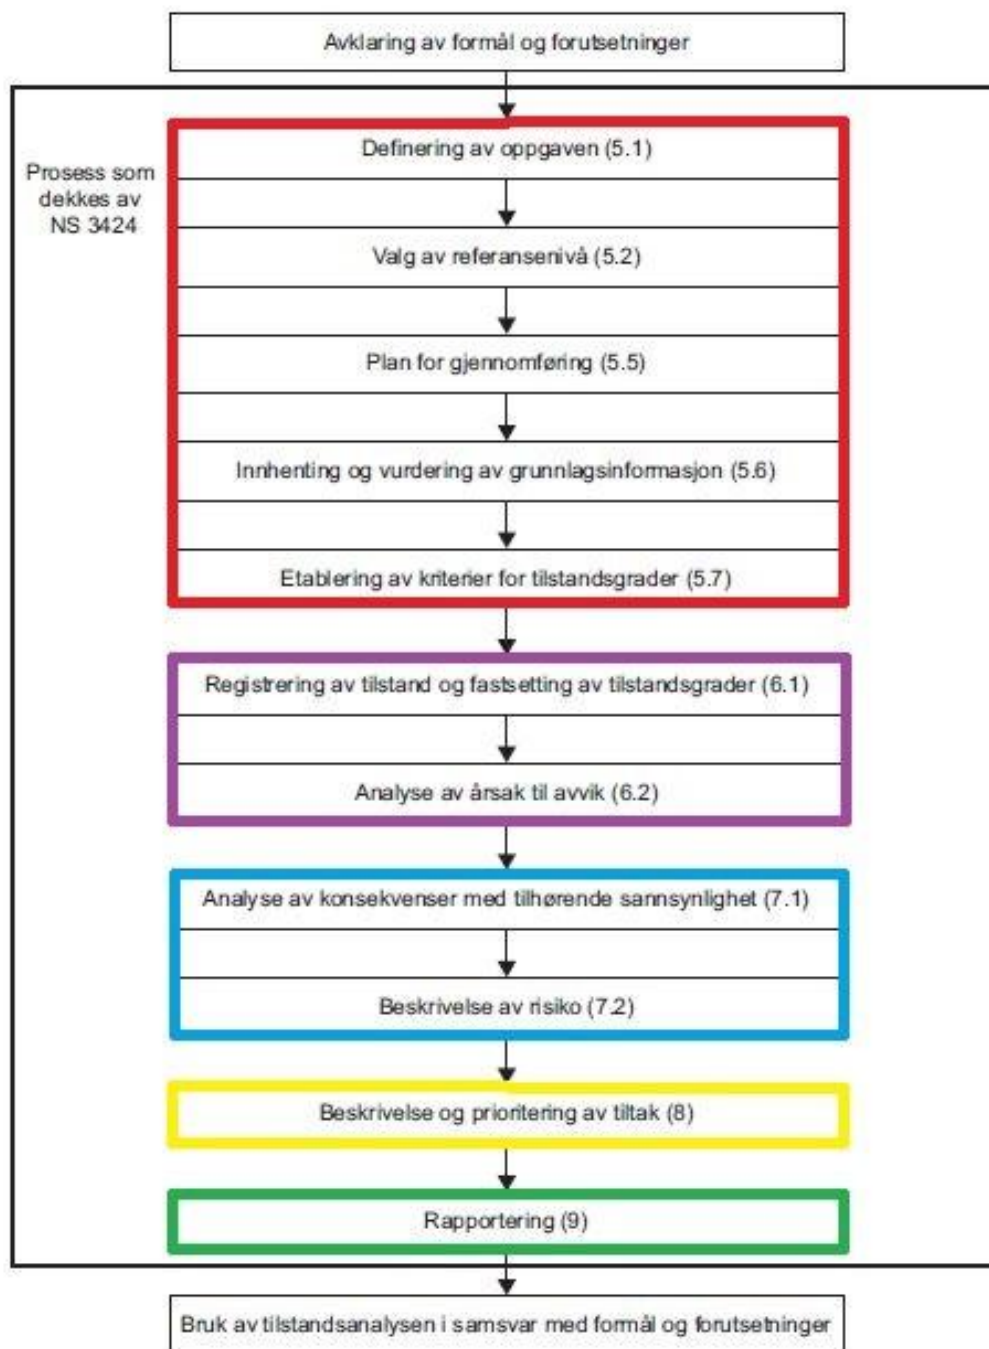 Avklaring av formål og forutsetninger
Prosess som
dekkes av
NS 3424
Definering av oppgaven (5.1)
Valg av referansenivå (5.2)
Plan for gjennomføring (5.5)
Innhenting og vurdering av grunnlagsinformasjon (5.6)
Etablering av kriterier for tilstandsgrader (5.7)
Registrering av tilstand og fastsetting av tilstandsgrader (6.1)
Analyse av årsak til avvik (6.2)
Analyse av konsekvenser med tilhørende sannsynlighet (7.1)
Beskrivelse av risiko (7.2)
Beskrivelse og prioritering av tiltak (8)
Rapportering (9)
Bruk av tilstandsanalysen i samsvar med formål og forutsetninger